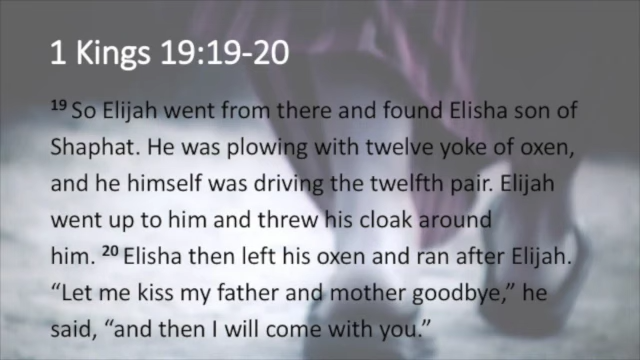 1 Kings 19:19-20
19 So Elijah went from there and found Elisha son of
Shaphat. He was plowing with twelve yoke of oxen,
and he himself was driving the twelfth pair. Elijah
went up to him and threw his cloak around
him. 20 Elisha then left his oxen and ran after Elijah.
“Let me kiss my father and mother goodbye,” he
said, “and then I will come with you.”